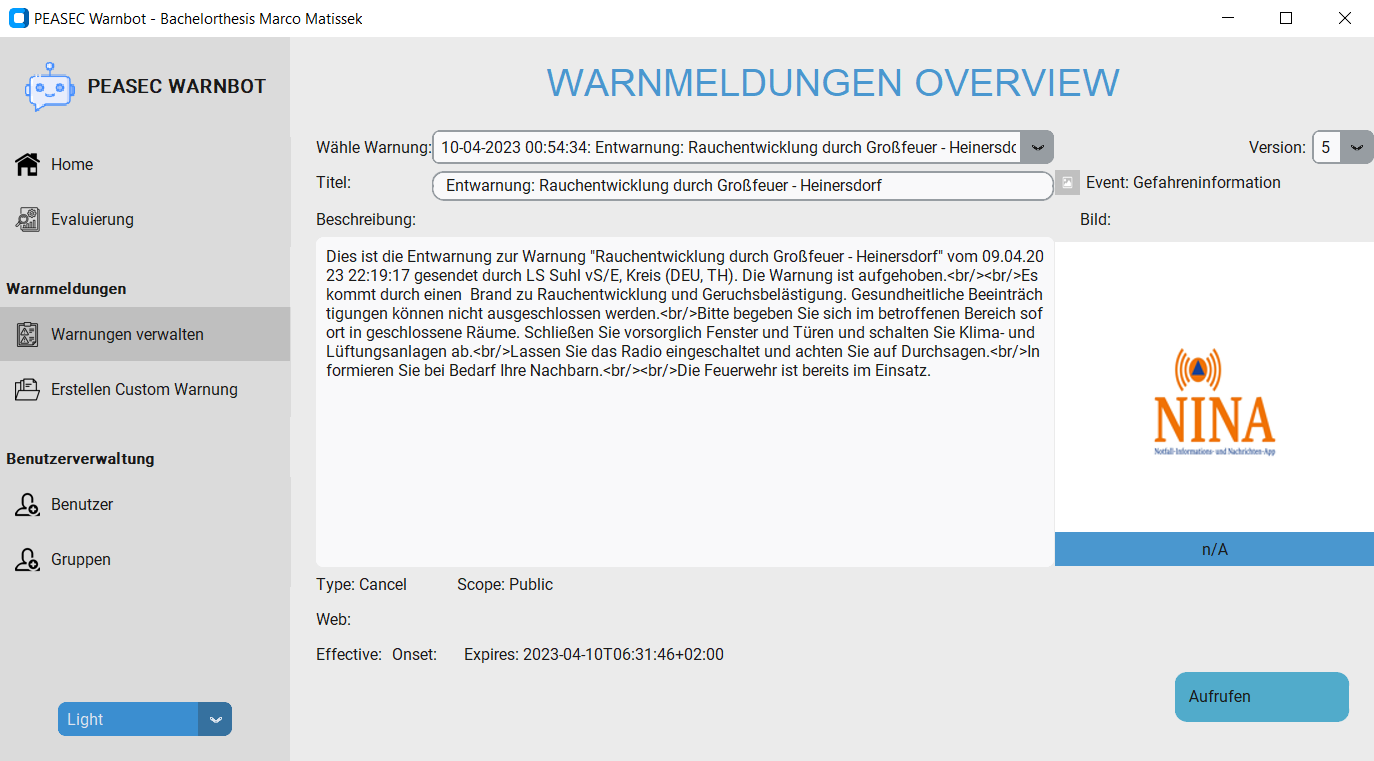 PEASEC Warnbot - Bachelorthesis Marco Matissek
PEASEC WARNBOT
Home
Evaluierung
Warnmeldungen
Warnungen verwalten
Erstellen Custom Warnung
Benutzerverwaltung
Benutzer
Gruppen
Light
WARNMELDUNGEN OVERVIEW
Wähle Warnung: 10-04-2023 00:54:34: Entwarnung: Rauchentwicklung durch Großfeuer - Heinersdo Version: 5
Titel: Entwarnung: Rauchentwicklung durch Großfeuer - Heinersdorf Event: Gefahreninformation
Beschreibung: Bild:
Dies ist die Entwarnung zur Warnung "Rauchentwicklung durch Großfeuer - Heinersdorf" vom 09.04.20
23 22:19:17 gesendet durch LS Suhl vS/E, Kreis (DEU, TH). Die Warnung ist aufgehoben.<br/><br/>Es
kommt durch einen  Brand zu Rauchentwicklung und Geruchsbelästigung. Gesundheitliche Beeinträch
tigungen können nicht ausgeschlossen werden.<br/>Bitte begeben Sie sich im betroffenen Bereich sof
ort in geschlossene Räume. Schließen Sie vorsorglich Fenster und Türen und schalten Sie Klima- und
Lüftungsanlagen ab.<br/>Lassen Sie das Radio eingeschaltet und achten Sie auf Durchsagen.<br/>In
formieren Sie bei Bedarf Ihre Nachbarn.<br/><br/>Die Feuerwehr ist bereits im Einsatz.
NINA
Notfall-Informations- und Nachrichten-App
n/A
Type: Cancel Scope: Public
Web:
Effective: Onset: Expires: 2023-04-10T06:31:46+02:00
Aufrufen